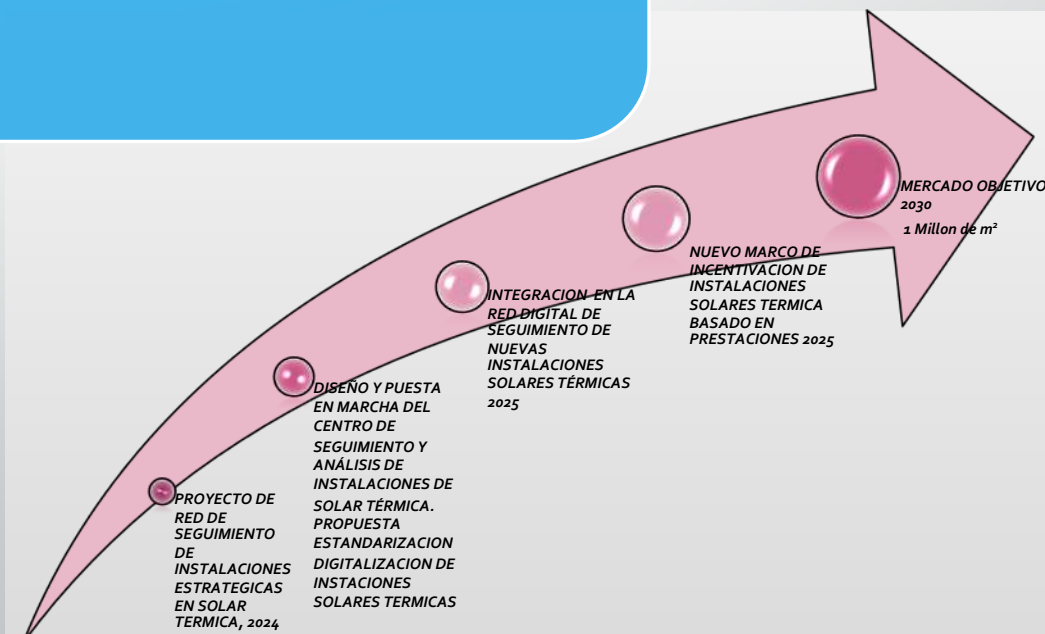 PROYECTO DE
RED DE
SEGUIMIENTO
DE
INSTALACIONES
ESTRATEGICAS
EN SOLAR
TERMICA, 2024
DISEÑO Y PUESTA
EN MARCHA DEL
CENTRO DE
SEGUIMIENTO Y
ANÁLISIS DE
INSTALACIONES DE
SOLAR TÉRMICA.
PROPUESTA
ESTANDARIZACION
DIGITALIZACION DE
INSTACIONES
SOLARES TERMICAS
INTEGRACION EN LA
RED DIGITAL DE
SEGUIMIENTO DE
NUEVAS
INSTALACIONES
SOLARES TÉRMICAS
2025
NUEVO MARCO DE
INCENTIVACION DE
INSTALACIONES
SOLARES TERMICA
BASADO EN
PRESTACIONES 2025
MERCADO OBJETIVO
2030
1 Millon de m²